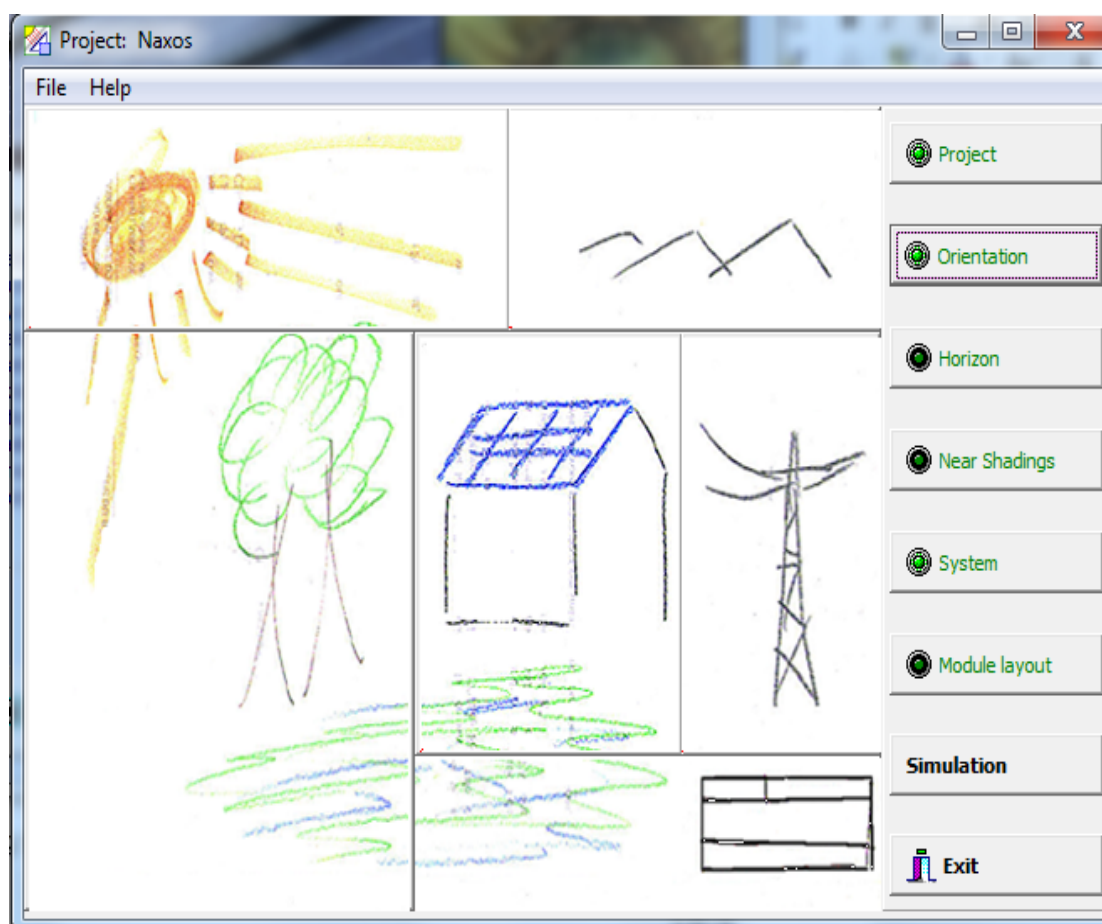 Project: Naxos
File Help
Project
Orientation
Horizon
Near Shadings
System
Module layout
Simulation
Exit